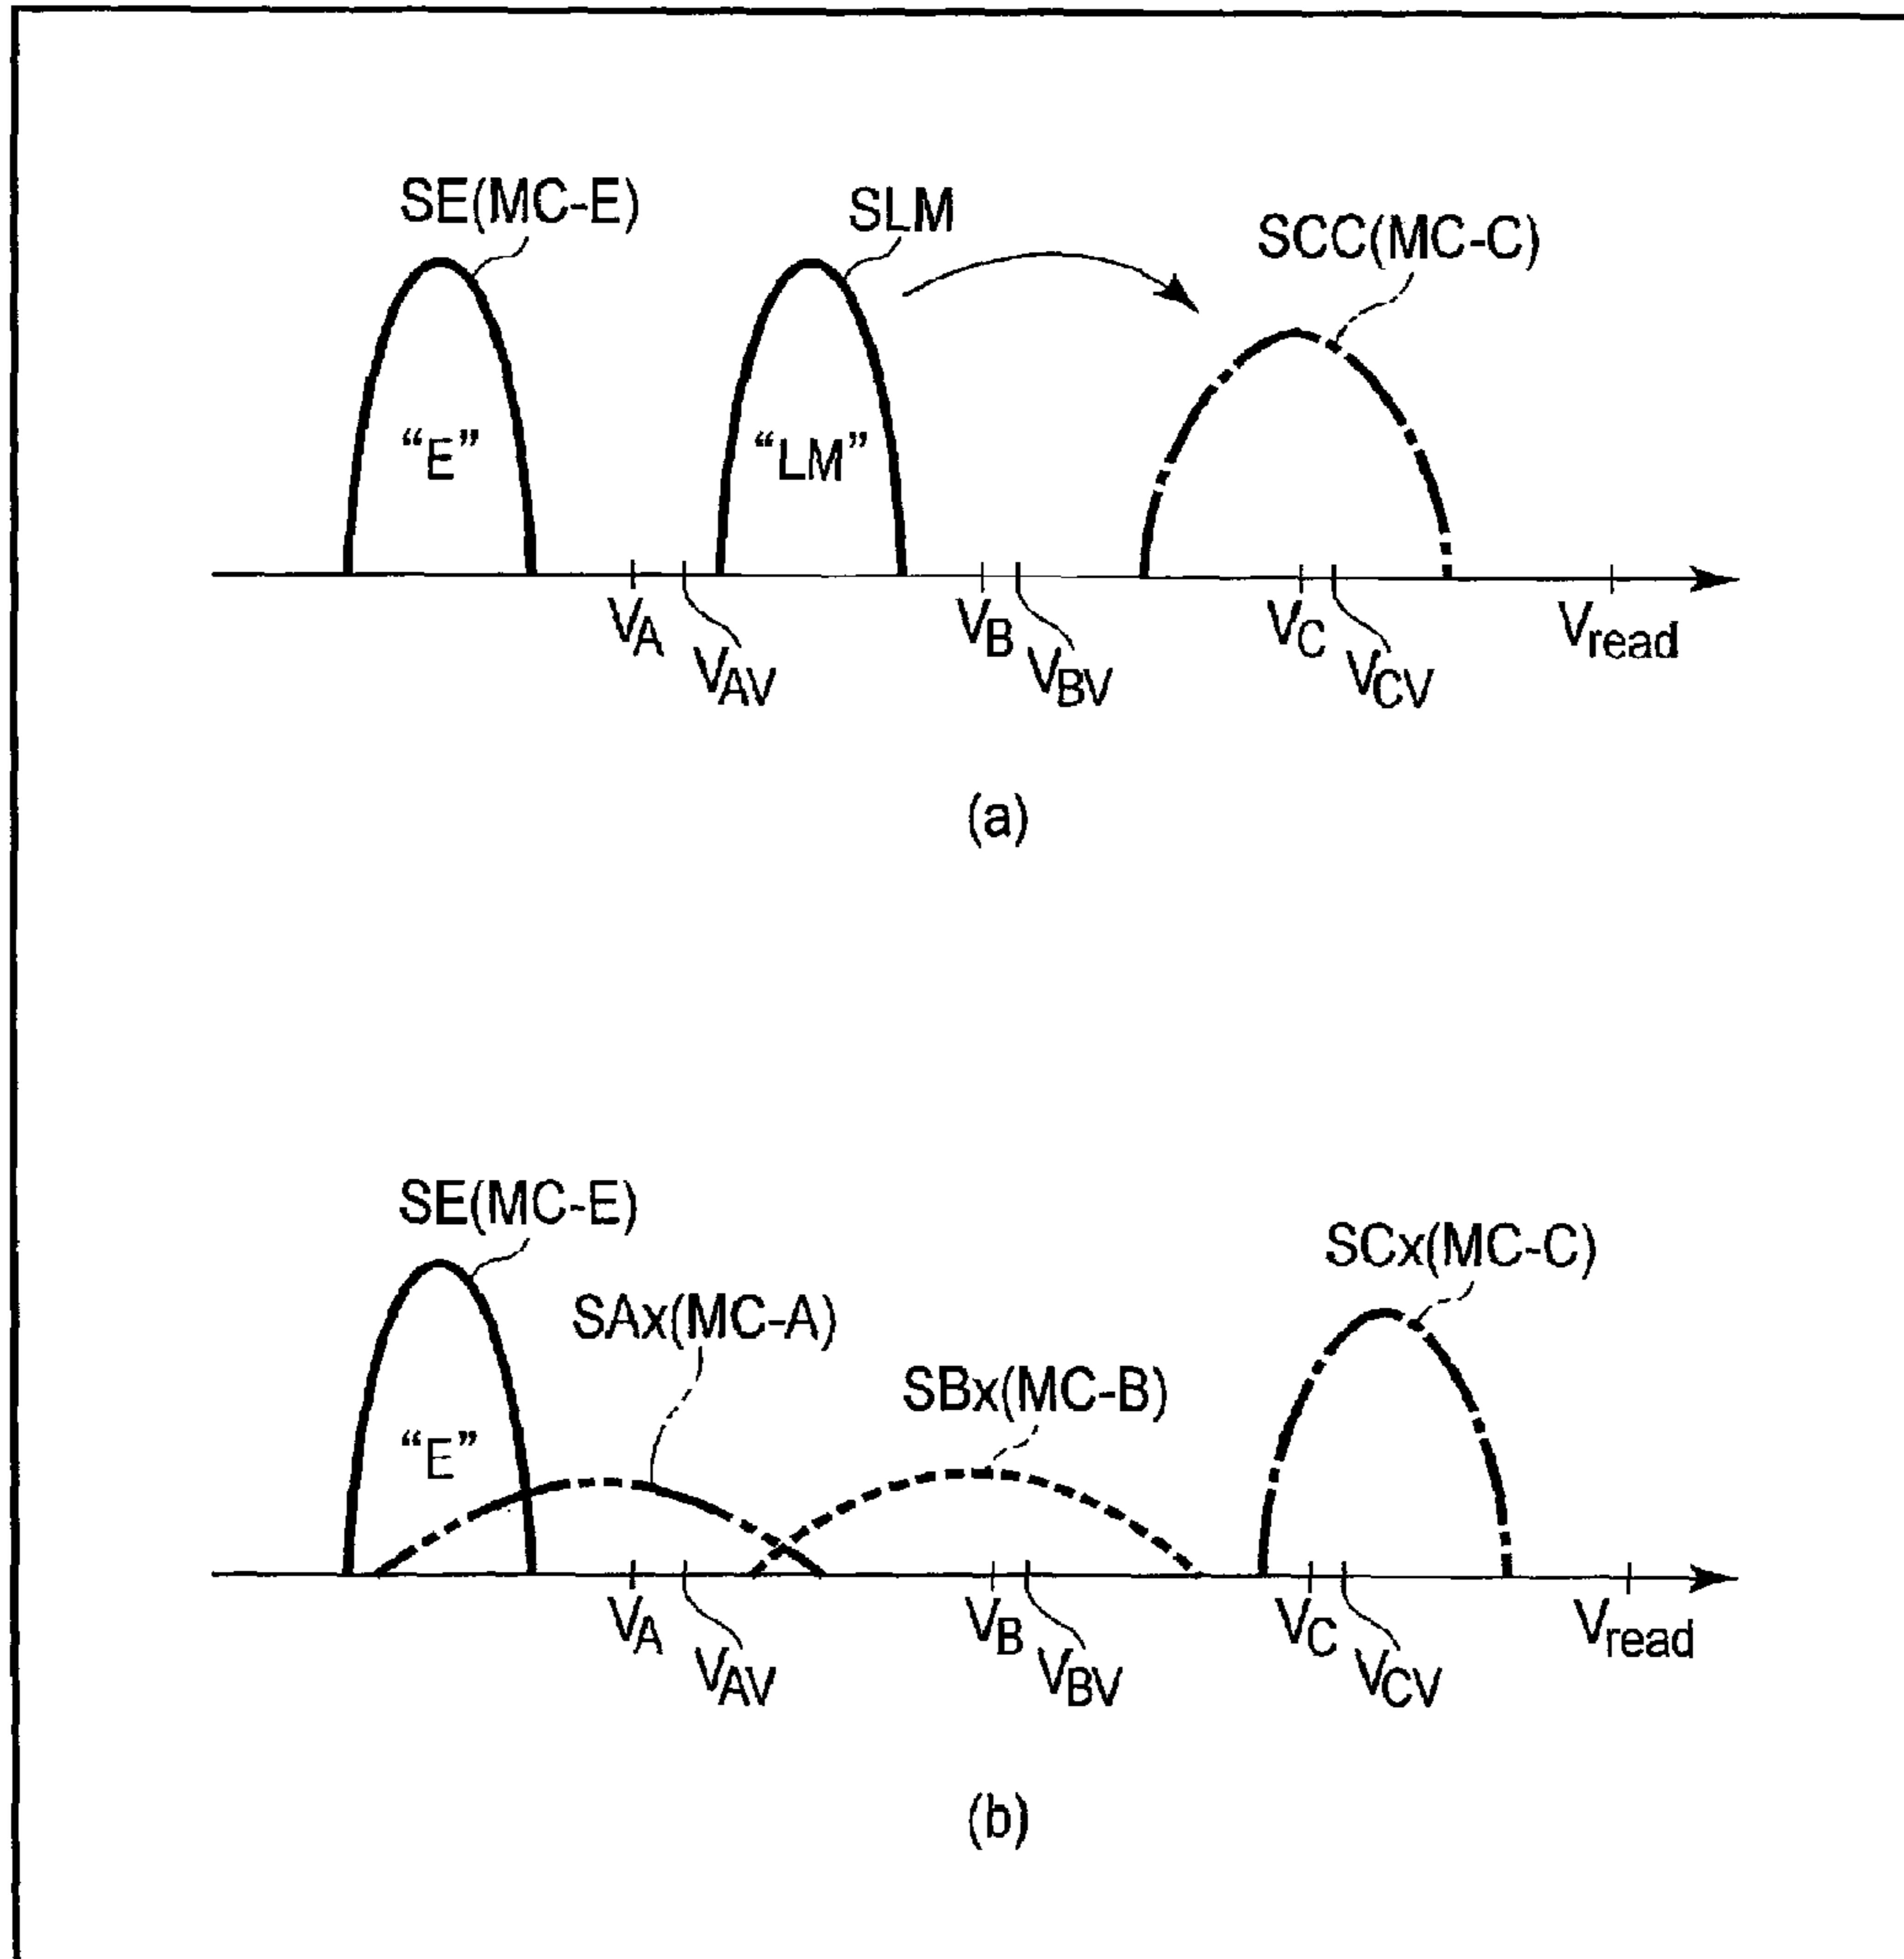 SE(MC-E)
SLM
SCC(MC-C)
“E”
“LM”
VA
VAV
VB
VBV
VC
VCV
Vread
(a)
SE(MC-E)
SAx(MC-A)
SBx(MC-B)
SCx(MC-C)
“E”
VA
VAV
VB
VBV
VC
VCV
Vread
(b)